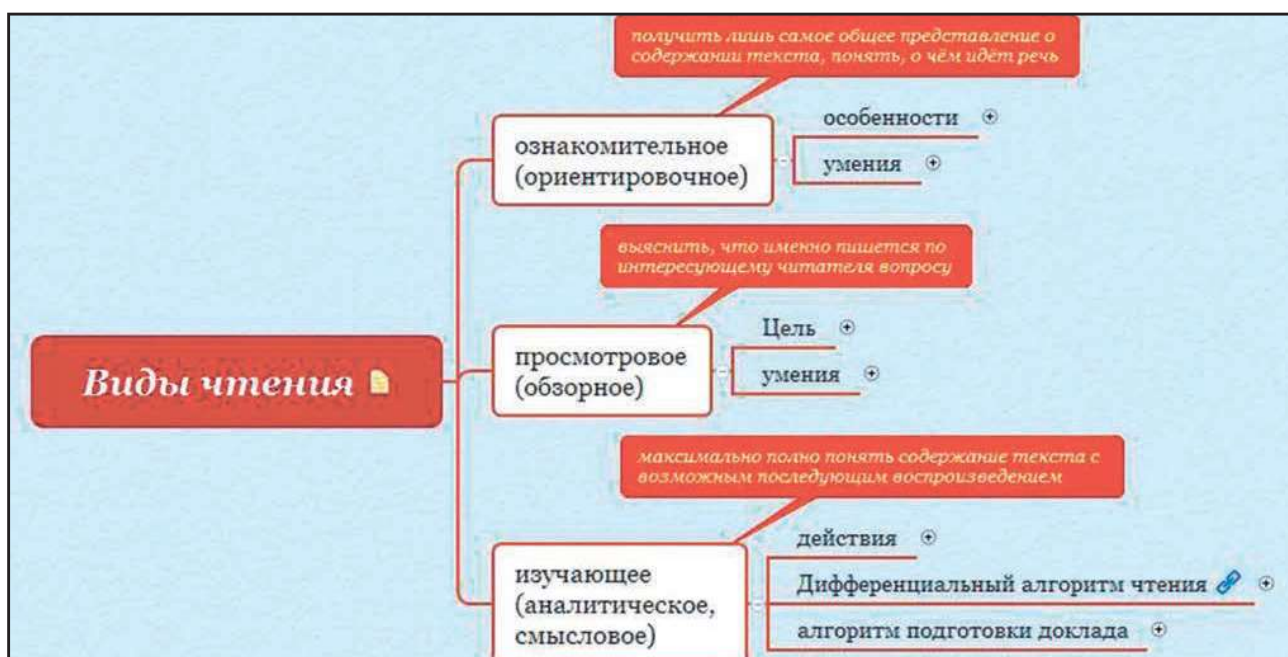 получить лишь самое общее представление о
содержании текста, понять, о чём идёт речь
ознакомительное
(ориентировочное)
особенности
умения
выяснить, что именно пишется по
интересующему читателя вопросу
Виды чтения
просмотровое
(обзорное)
Цель
умения
максимально полно понять содержание текста с
возможным последующим воспроизведением
изучающее
(аналитическое,
смысловое)
действия
Дифференциальный алгоритм чтения
алгоритм подготовки доклада